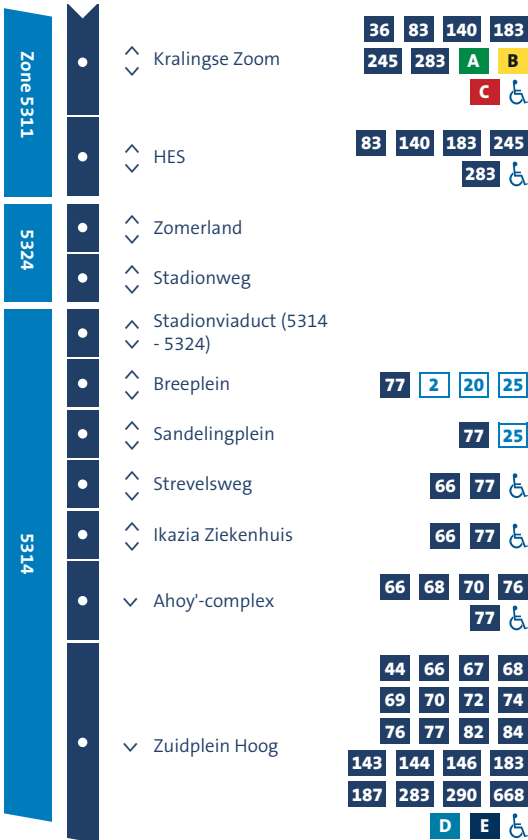 Zone 5311
36 83 140 183
Kralingse Zoom 245 283 A B
C
83 140 183 245
HES
283
5324
Zomerland
Stadionweg
5314
Stadionviaduct (5314
- 5324)
Breeplein 77 2 20 25
Sandelingplein 77 25
Strevelsweg 66 77
Ikazia Ziekenhuis 66 77
66 68 70 76
Ahoy'-complex
77
44 66 67 68
69 70 72 74
76 77 82 84
Zuidplein Hoog
143 144 146 183
187 283 290 668
D E